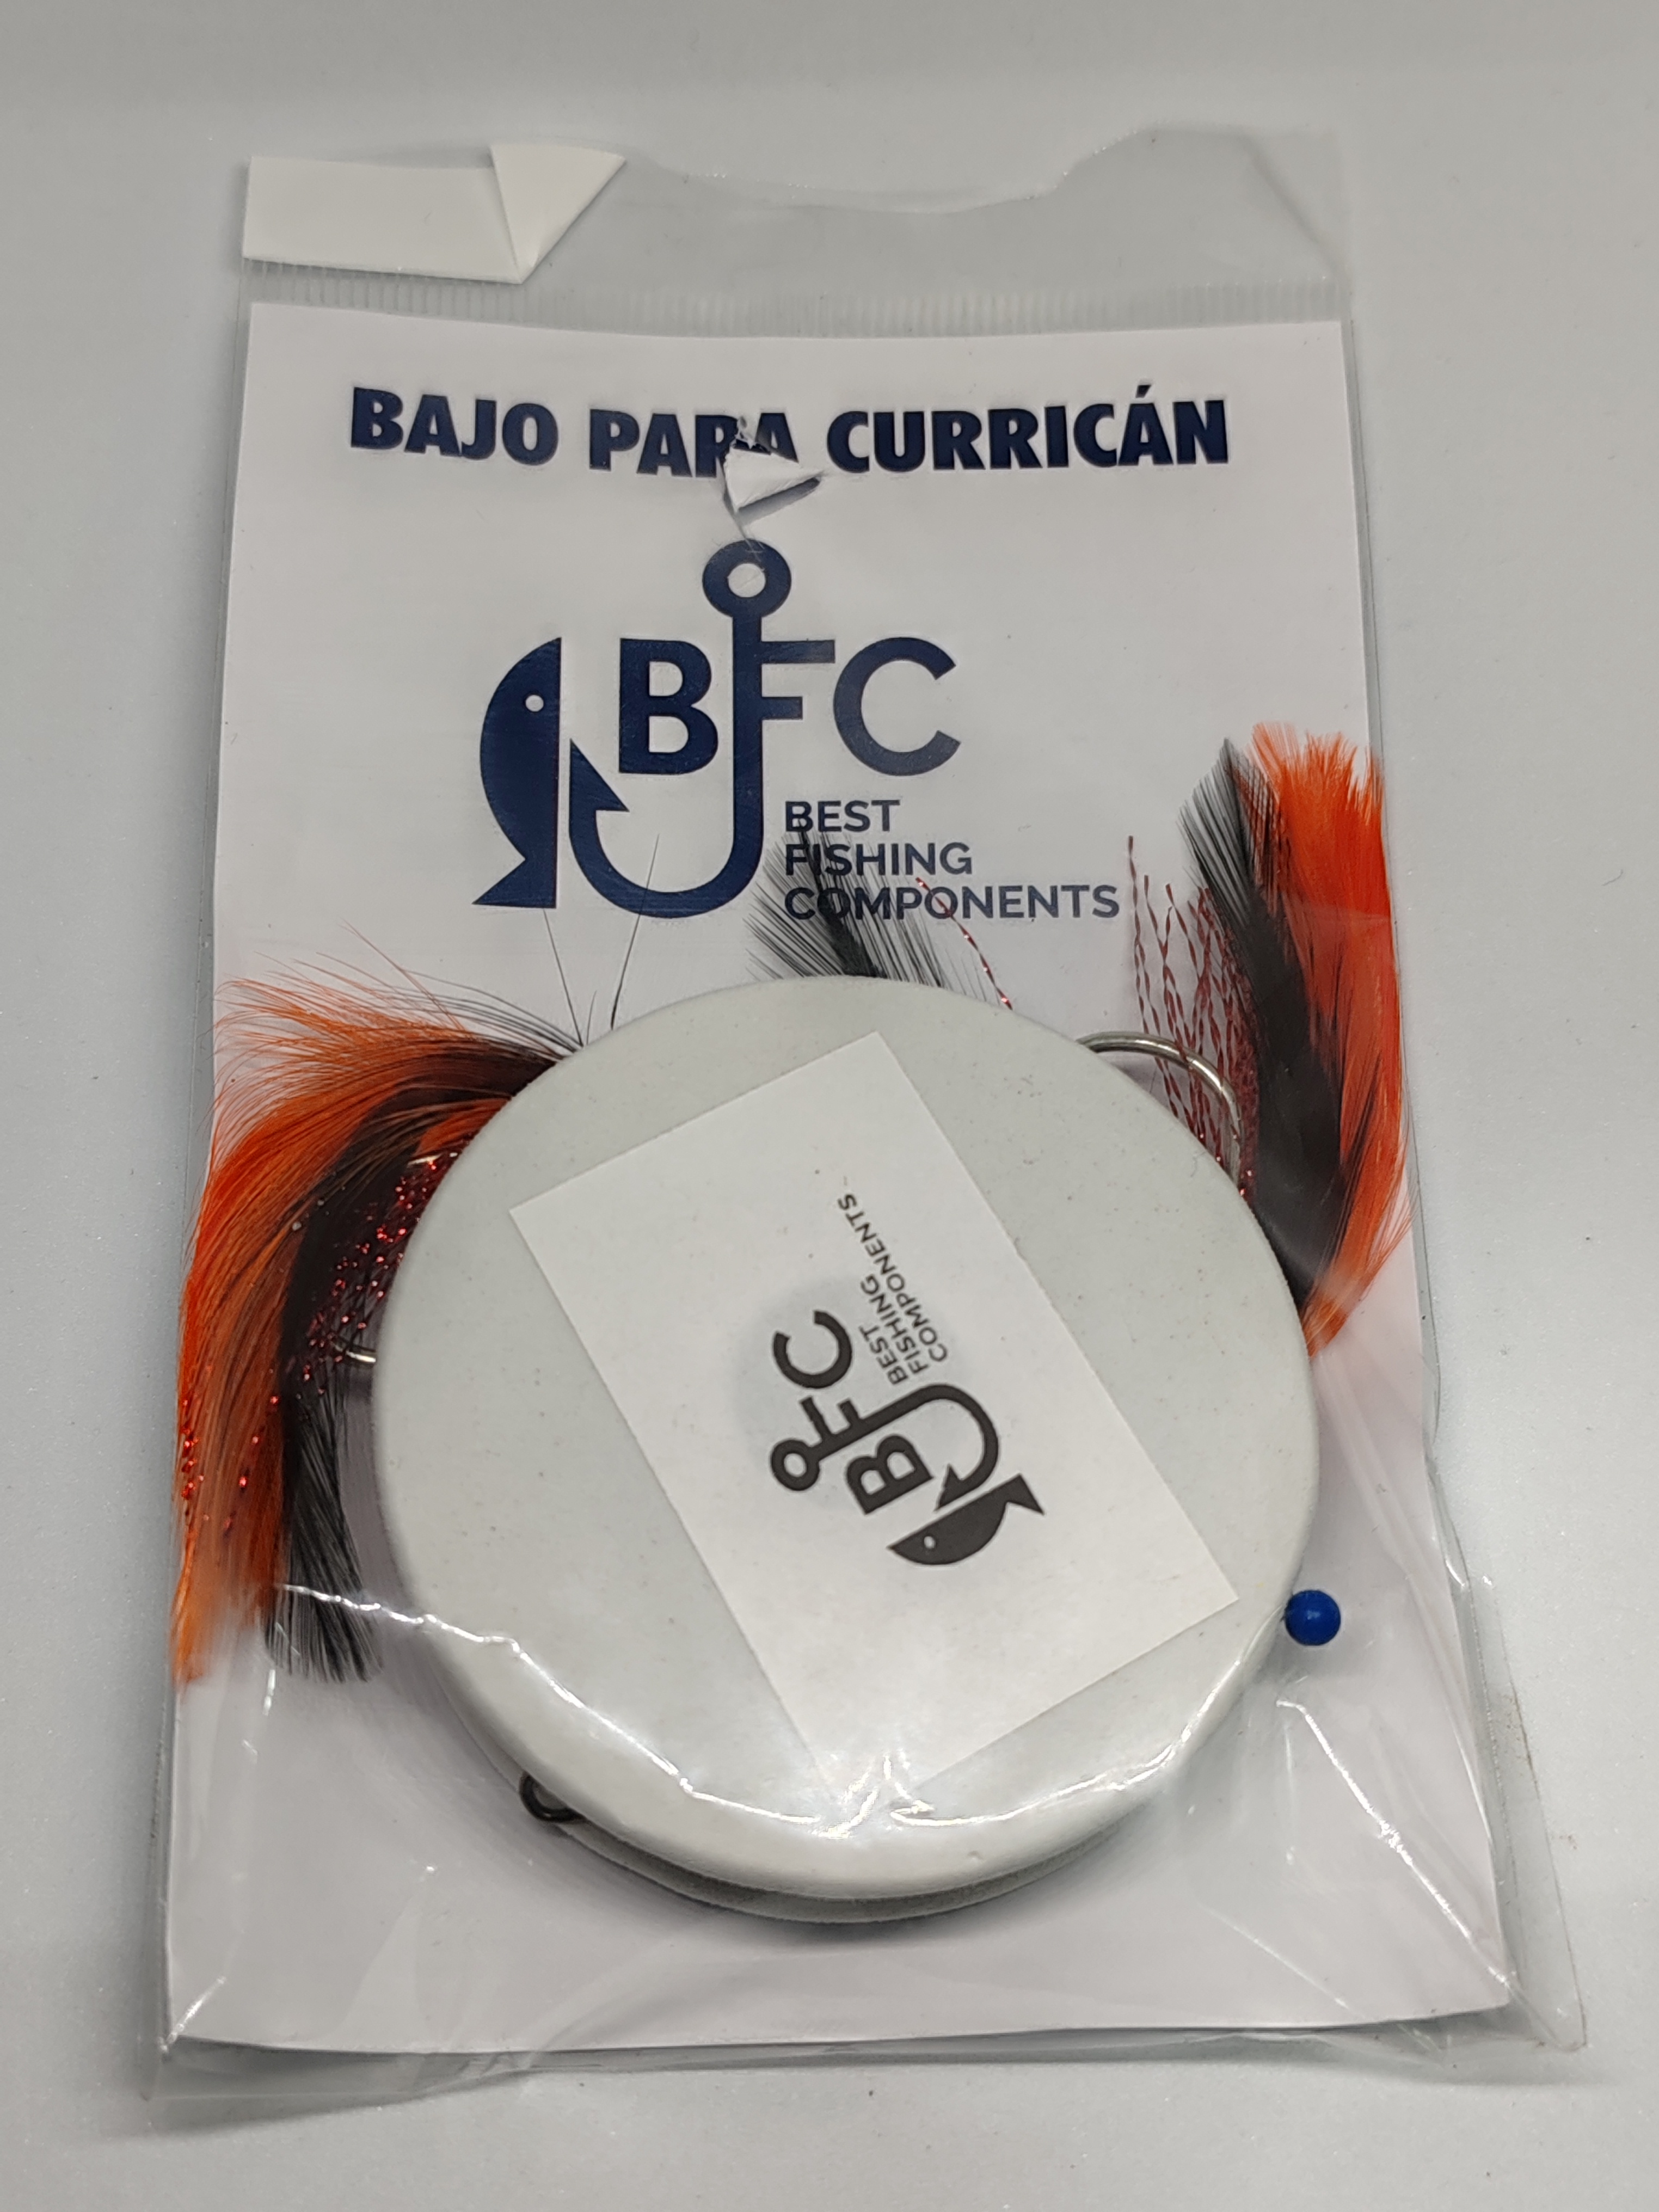 BAJO PARA CURRICÁN
BFC
BEST
FISHING
COMPONENTS
BFC
BEST
FISHING
COMPONENTS